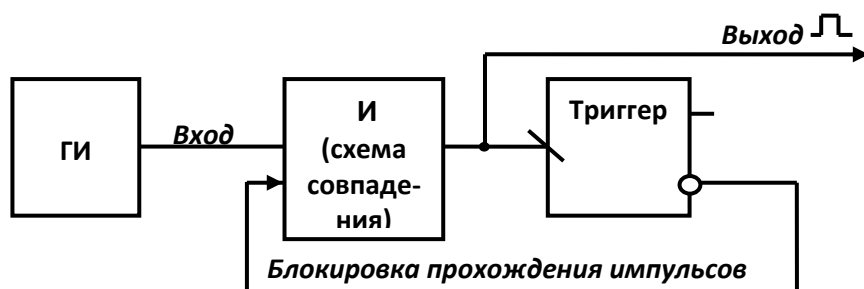 Выход
ГИ
Вход
И
(схема
совпаде-
ния)
Триггер
Блокировка прохождения импульсов